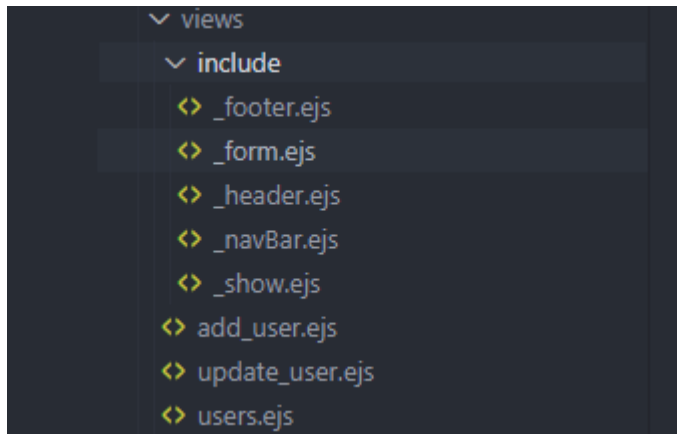 views
include
_footer.ejs
_form.ejs
_header.ejs
_navBar.ejs
_show.ejs
add_user.ejs
update_user.ejs
users.ejs